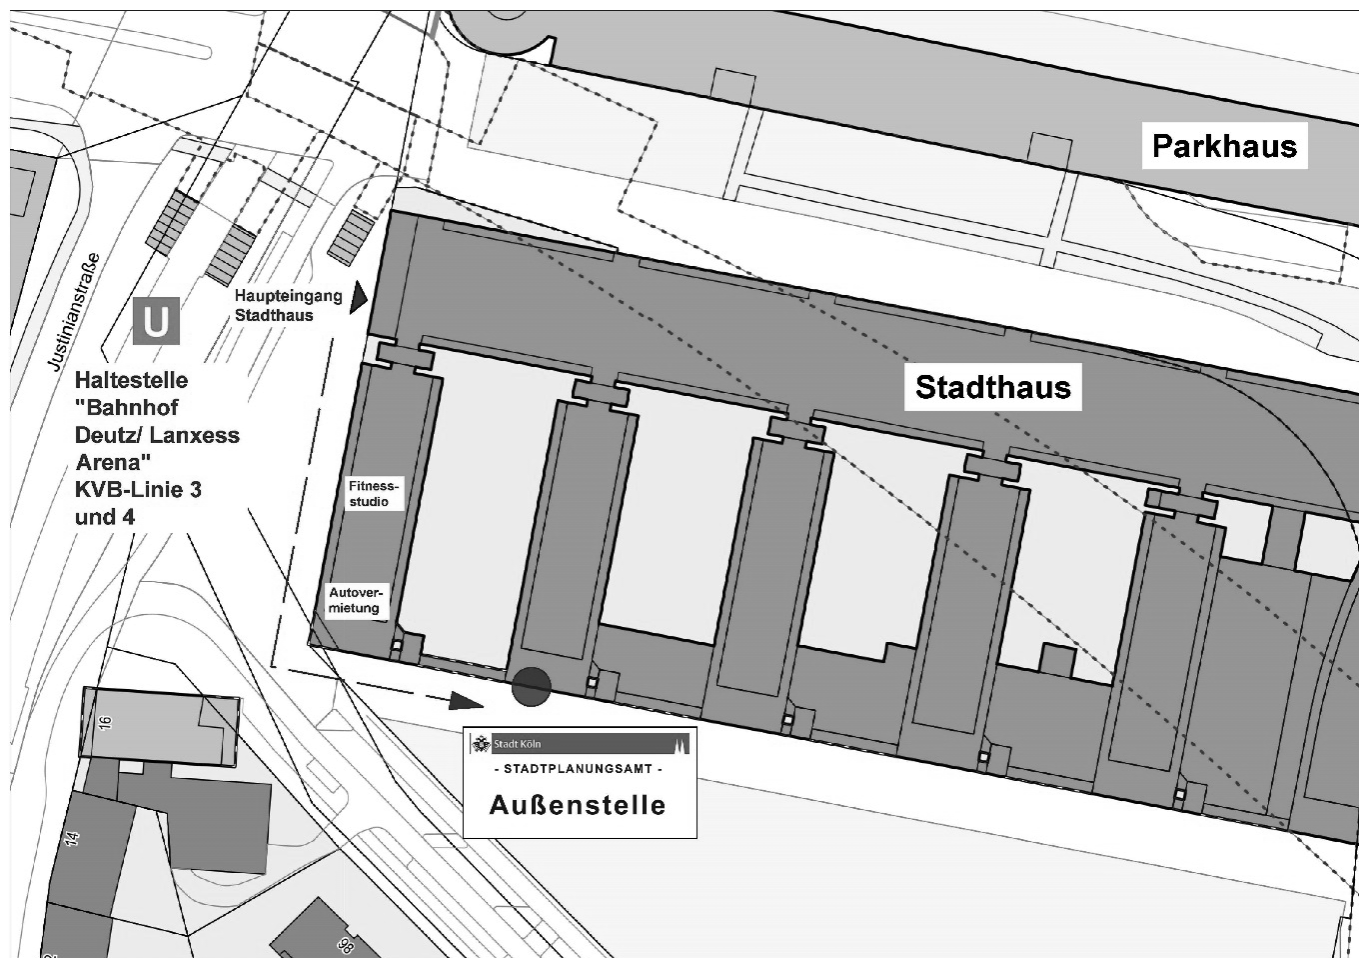 Parkhaus
Justinianstraße
U
Haupteingang
Stadthaus
Haltestelle
"Bahnhof
Deutz/ Lanxess
Arena"
KVB-Linie 3
und 4
Stadthaus
Fitness-
studio
Autover-
mietung
Stadt Köln
- STADTPLANUNGSAMT -
Außenstelle
16
14
98